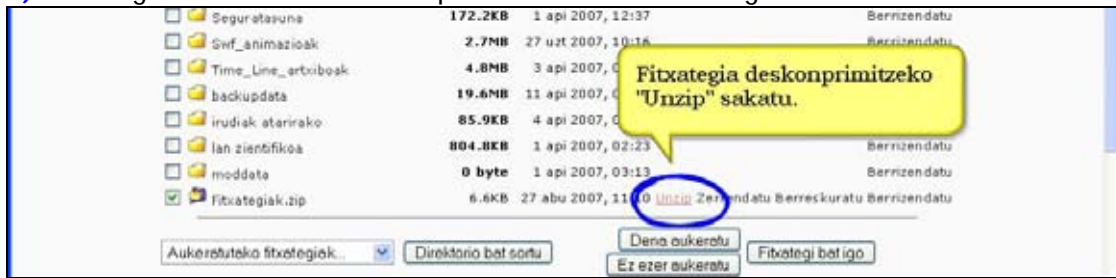 Seguratasuna 172.2KB 1 api 2007, 12:37 Berrizendatu
Swf_animazioak 2.7MB 27 uzt 2007, 10:16 Berrizendatu
Time_Line_artxiboak 4.8MB 3 api 2007,
backupdata 19.6MB 11 api 2007,
irudiak atarirako 85.9KB 4 api 2007,
lan zientifikoa 804.8KB 1 api 2007, 02:23 Berrizendatu
moddata 0 byte 1 api 2007, 03:13 Berrizendatu
Fitxategiak.zip 6.6KB 27 abu 2007, Unzip Zerrendatu Berreskuratu Berrizendatu
Fitxategia deskonprimitzeko
"Unzip" sakatu.
Aukeratutako fitxategiak... Direktorio bat sortu Dena aukeratu Fitxategi bat igo
Ez ezer aukeratu